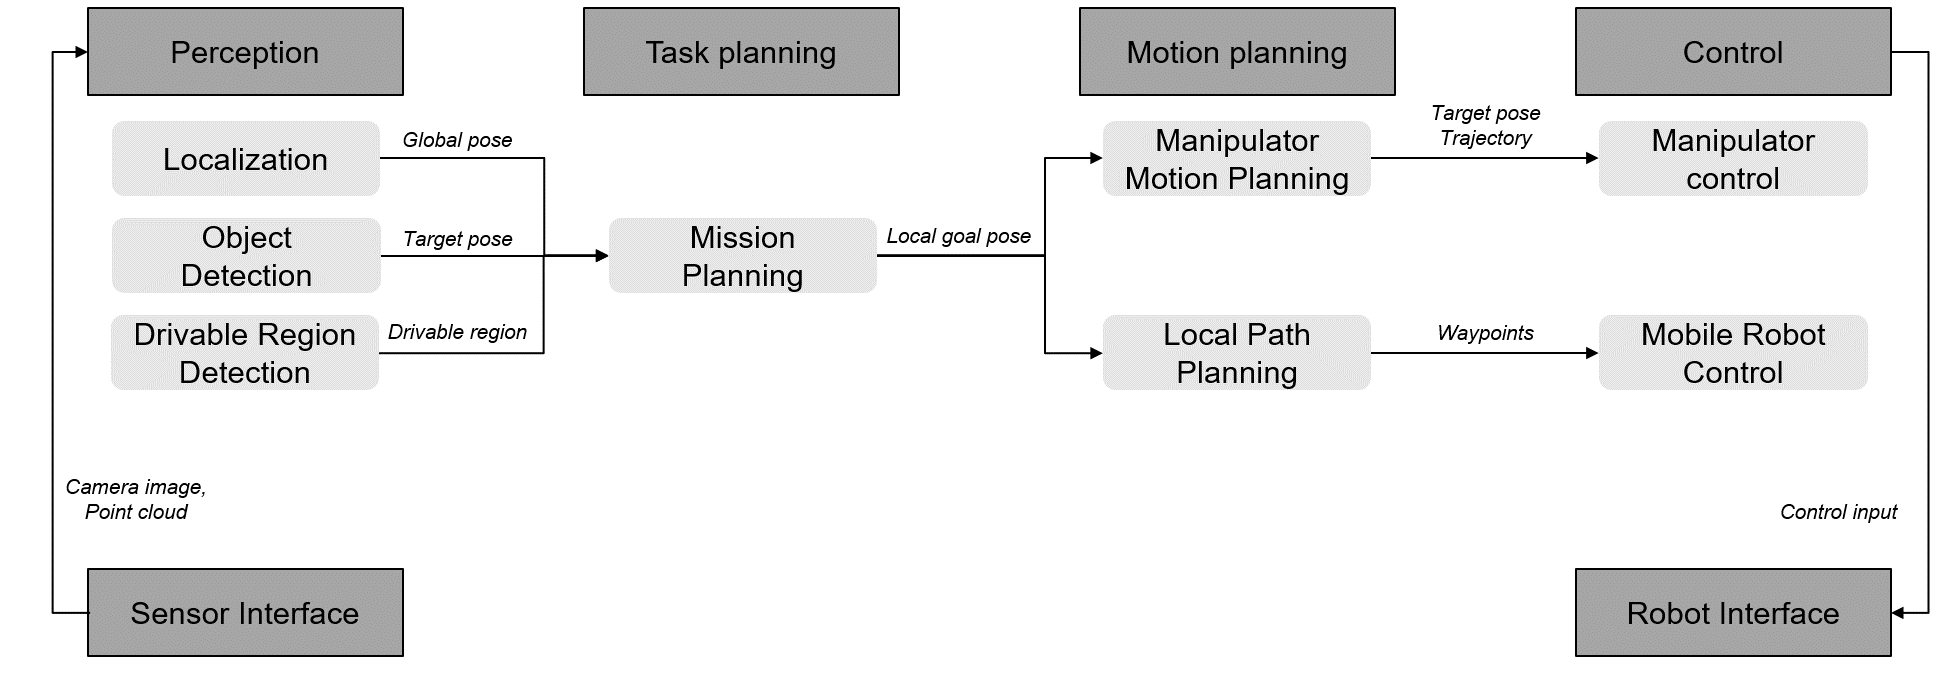 Perception
Task planning
Motion planning
Control
Localization
Global pose
Object
Detection
Target pose
Drivable Region
Detection
Drivable region
Mission
Planning
Local goal pose
Manipulator
Motion Planning
Target pose
Trajectory
Manipulator
control
Local Path
Planning
Waypoints
Mobile Robot
Control
Camera image,
Point cloud
Control input
Sensor Interface
Robot Interface